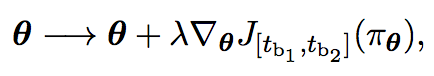 θ ⟶ θ + λ∇_θ J_{[t_{b_1}, t_{b_2}]}(π_θ),